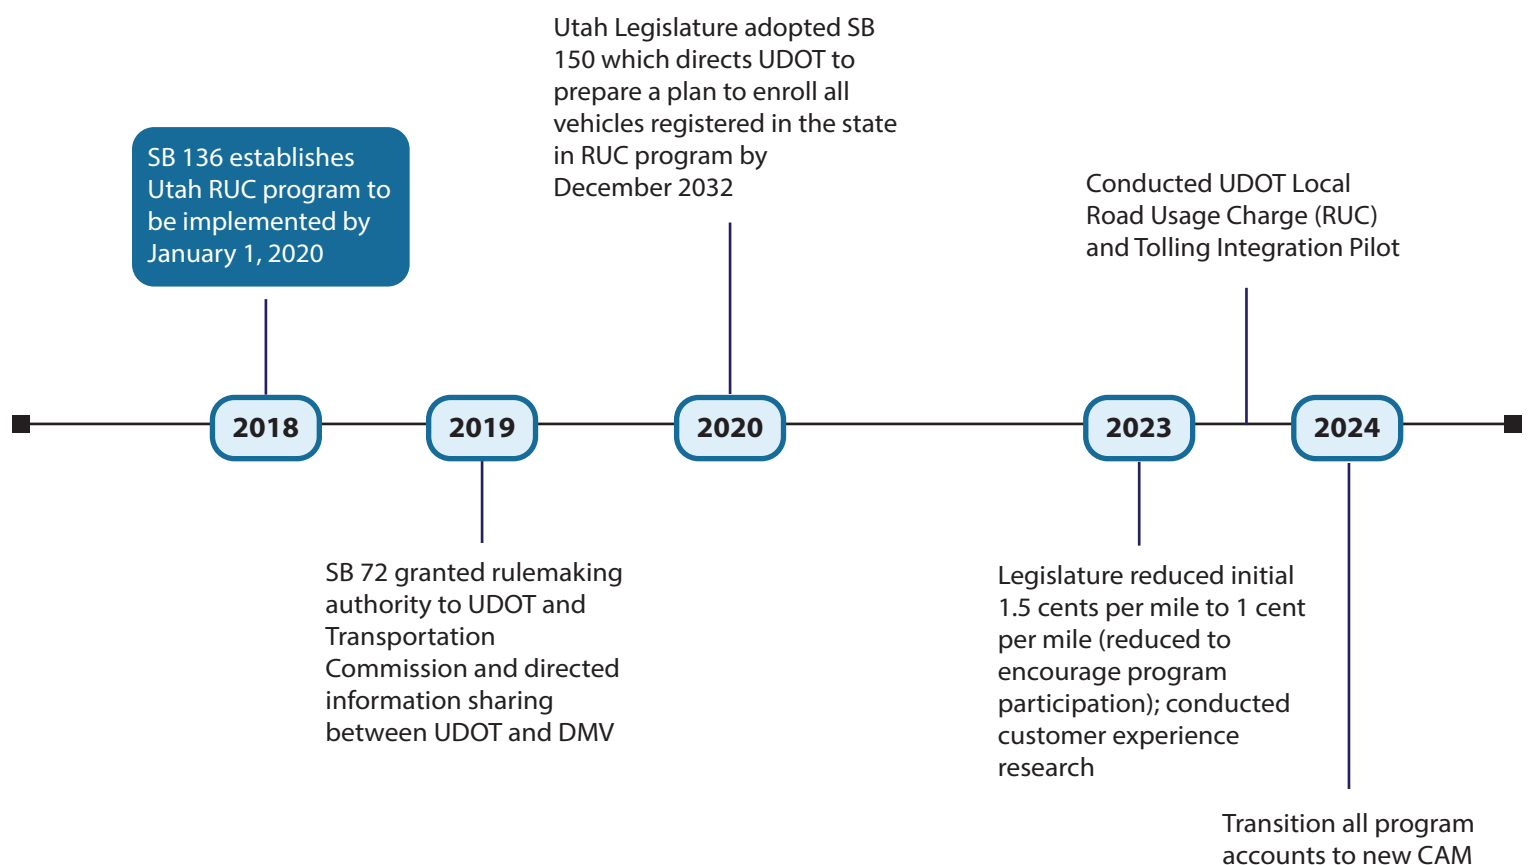 Utah Legislature adopted SB
150 which directs UDOT to
prepare a plan to enroll all
vehicles registered in the state
in RUC program by
December 2032
SB 136 establishes
Utah RUC program to
be implemented by
January 1, 2020
Conducted UDOT Local
Road Usage Charge (RUC)
and Tolling Integration Pilot
2018
2019
2020
2023
2024
SB 72 granted rulemaking
authority to UDOT and
Transportation
Commission and directed
information sharing
between UDOT and DMV
Legislature reduced initial
1.5 cents per mile to 1 cent
per mile (reduced to
encourage program
participation); conducted
customer experience
research
Transition all program
accounts to new CAM